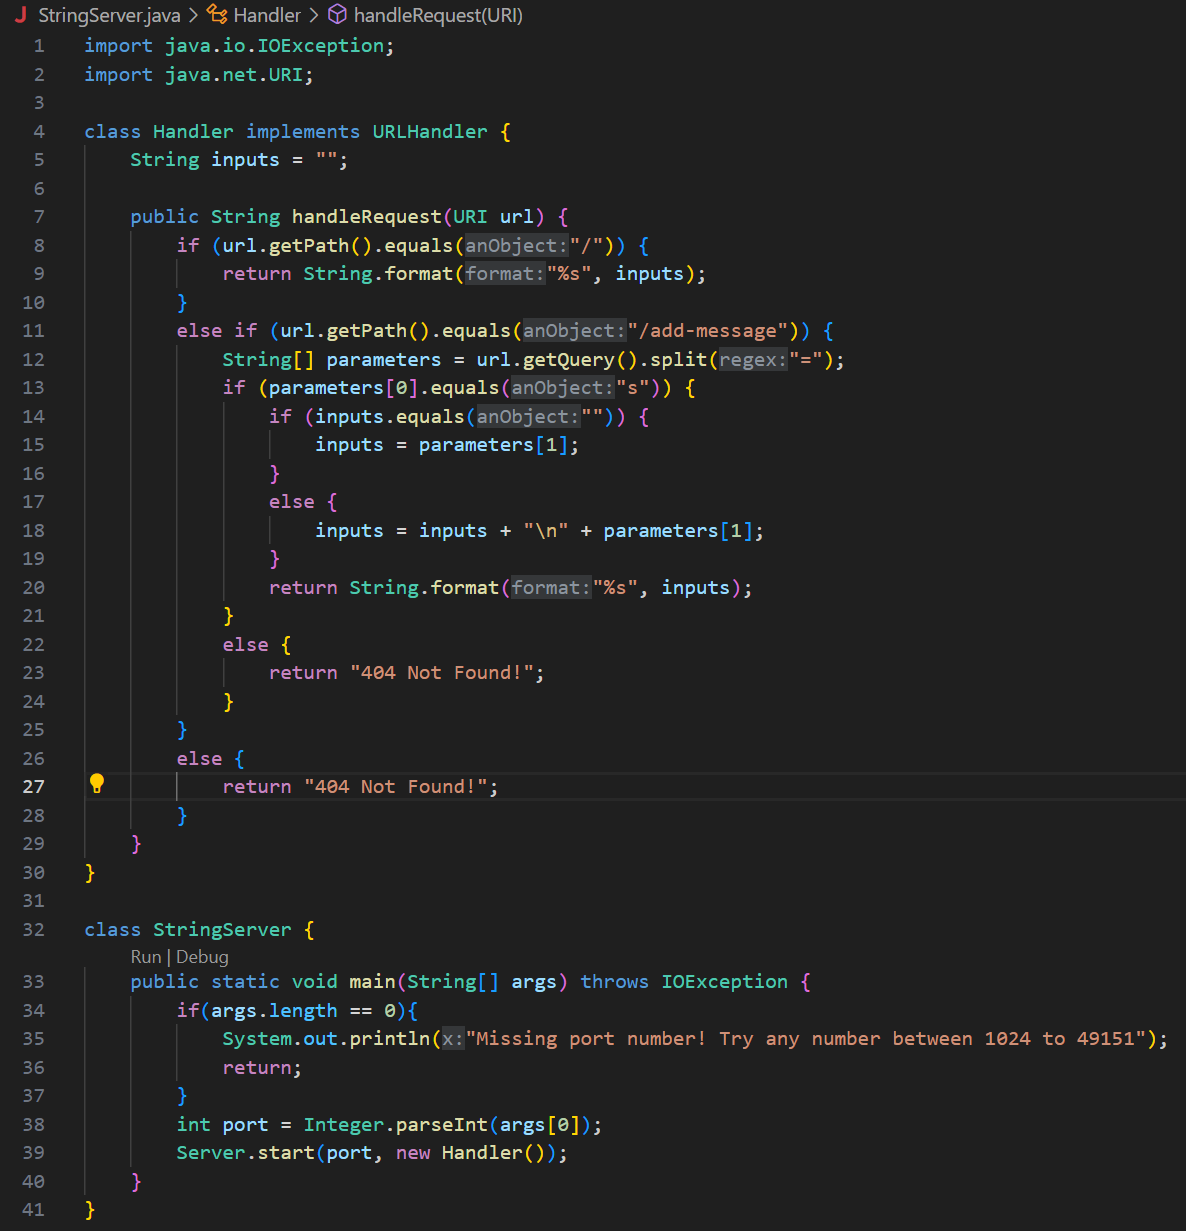 StringServer.java > Handler > handleRequest(URI)
1 import java.io.IOException;
2 import java.net.URI;
3
4 class Handler implements URLHandler {
5     String inputs = "";
6
7     public String handleRequest(URI url) {
8         if (url.getPath().equals(anObject:"/")) {
9             return String.format(format:"%s", inputs);
10         }
11         else if (url.getPath().equals(anObject:"/add-message")) {
12             String[] parameters = url.getQuery().split(regex:"=");
13             if (parameters[0].equals(anObject:"s")) {
14                 if (inputs.equals(anObject:"")) {
15                     inputs = parameters[1];
16                 }
17                 else {
18                     inputs = inputs + "\n" + parameters[1];
19                 }
20                 return String.format(format:"%s", inputs);
21             }
22             else {
23                 return "404 Not Found!";
24             }
25         }
26         else {
27             return "404 Not Found!";
28         }
29     }
30 }
31
32 class StringServer {
Run | Debug
33     public static void main(String[] args) throws IOException {
34         if(args.length == 0){
35             System.out.println(x:"Missing port number! Try any number between 1024 to 49151");
36             return;
37         }
38         int port = Integer.parseInt(args[0]);
39         Server.start(port, new Handler());
40     }
41 }